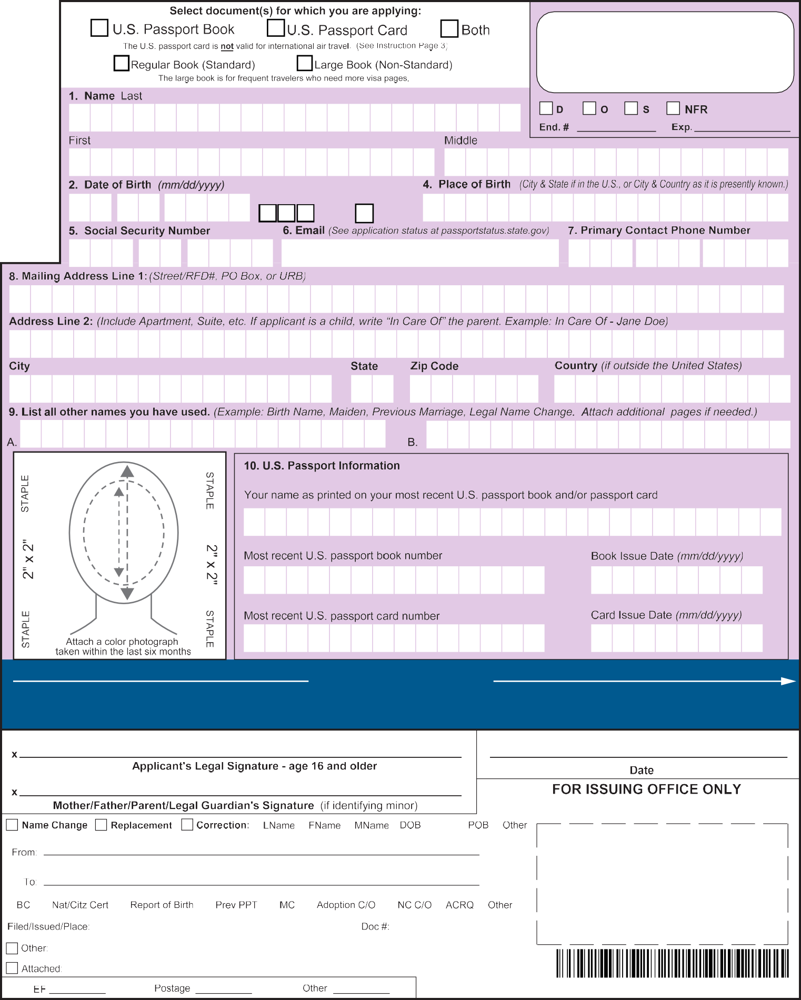 Select document(s) for which you are applying:
U.S. Passport Book U.S. Passport Card Both
The U.S. passport card is not valid for international air travel. (See Instruction Page 3)
Regular Book (Standard) Large Book (Non-Standard)
The large book is for frequent travelers who need more visa pages.
D O S NFR
End. # Exp.
1. Name Last
First Middle
2. Date of Birth (mm/dd/yyyy) 4. Place of Birth (City & State if in the U.S., or City & Country as it is presently known.)
5. Social Security Number 6. Email (See application status at passportstatus.state.gov) 7. Primary Contact Phone Number
8. Mailing Address Line 1: (Street/RFD#, PO Box, or URB)
Address Line 2: (Include Apartment, Suite, etc. If applicant is a child, write “In Care Of” the parent. Example: In Care Of - Jane Doe)
City State Zip Code Country (if outside the United States)
9. List all other names you have used. (Example: Birth Name, Maiden, Previous Marriage, Legal Name Change. Attach additional pages if needed.)
A. B.
STAPLE 2" x 2" STAPLE
STAPLE 2" x 2" STAPLE
Attach a color photograph
taken within the last six months
10. U.S. Passport Information
Your name as printed on your most recent U.S. passport book and/or passport card
Most recent U.S. passport book number Book Issue Date (mm/dd/yyyy)
Most recent U.S. passport card number Card Issue Date (mm/dd/yyyy)
x
Applicant's Legal Signature - age 16 and older
Date
x
Mother/Father/Parent/Legal Guardian's Signature (if identifying minor)
FOR ISSUING OFFICE ONLY
Name Change Replacement Correction: LName FName MName DOB POB Other
From:
To:
BC Nat/Citz Cert Report of Birth Prev PPT MC Adoption C/O NC C/O ACRQ Other
Filed/Issued/Place: Doc #:
Other:
Attached:
EF Postage Other